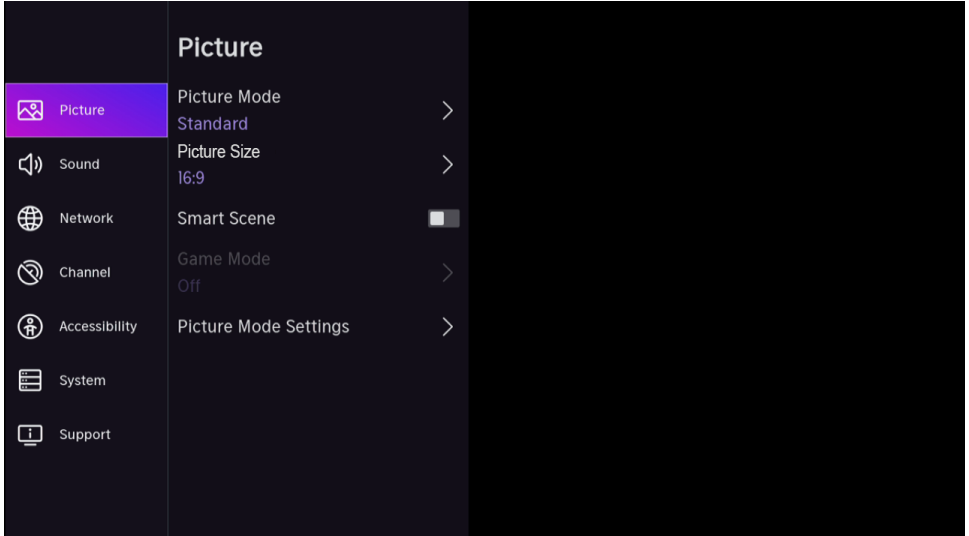 Picture
Sound
Network
Channel
Accessibility
System
Support
Picture
Picture Mode
Standard
Picture Size
16:9
Smart Scene
Game Mode
Off
Picture Mode Settings